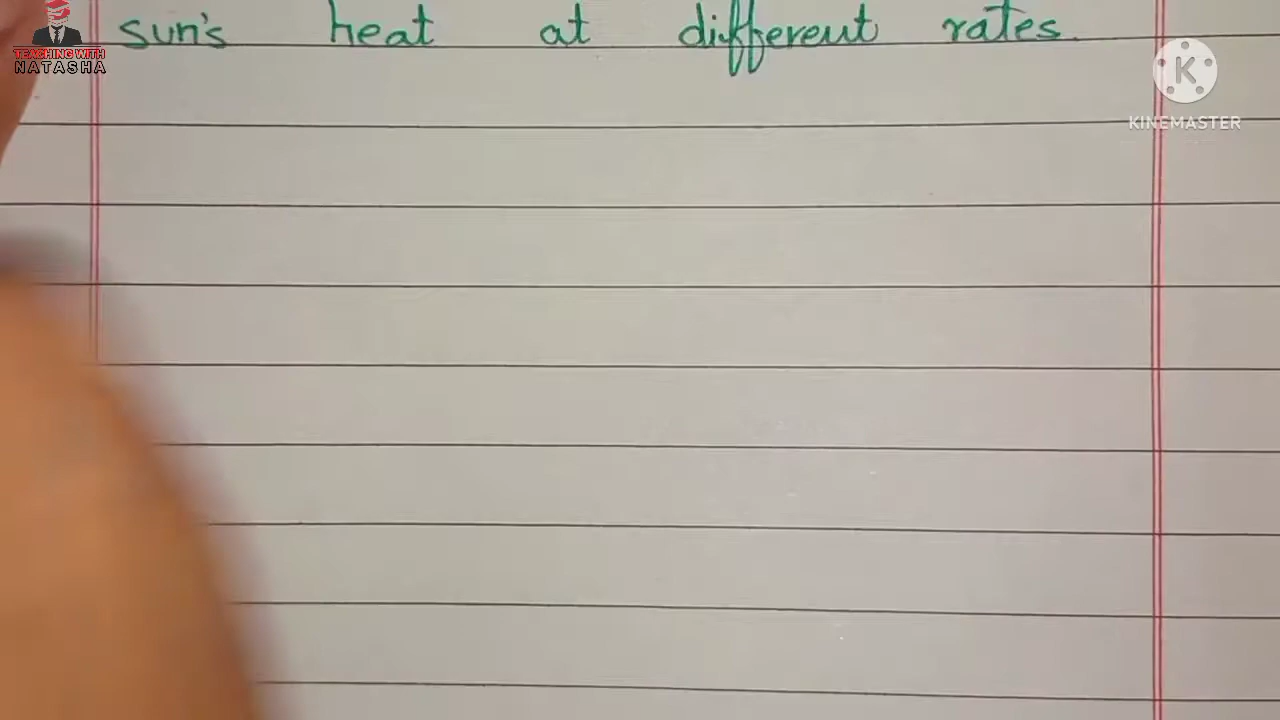 sun's heat at different rates.
TEACHING WITH
NATASHA
K
KINEMASTER